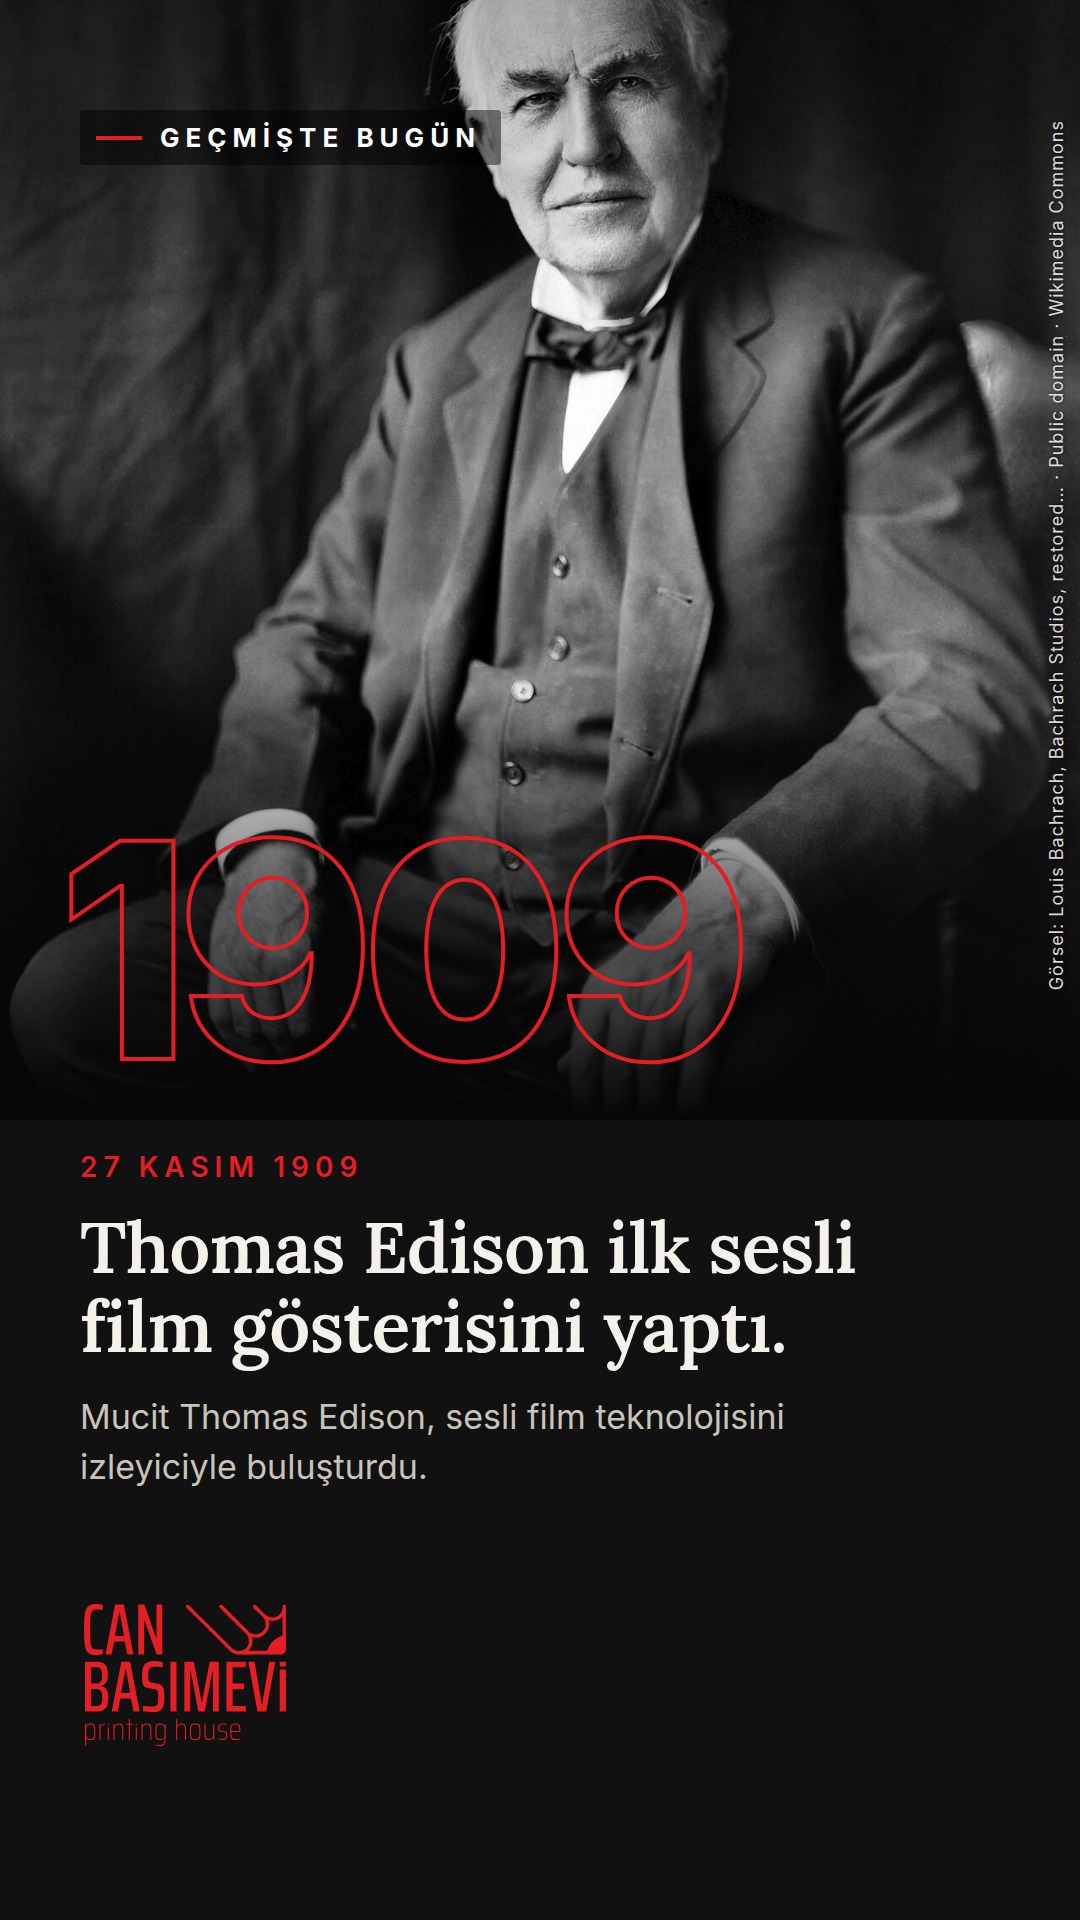 GEÇMİŞTE BUGÜN
Görsel: Louis Bachrach, Bachrach Studios, restored... · Public domain · Wikimedia Commons
1909
27 KASIM 1909
Thomas Edison ilk sesli
film gösterisini yaptı.
Mucit Thomas Edison, sesli film teknolojisini
izleyiciyle buluşturdu.
CAN
BASIMEVİ
printing house